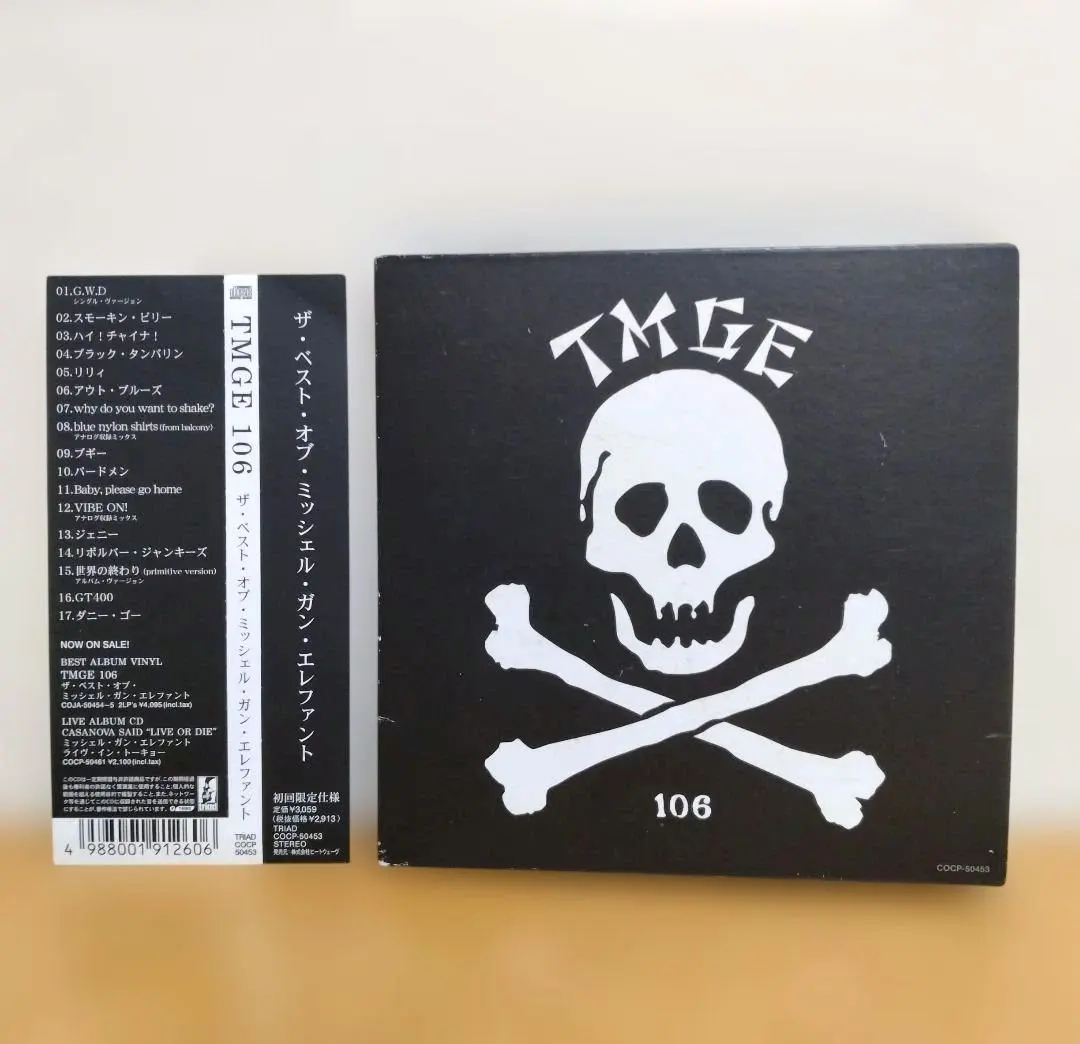 01.G.W.D
シングル・ヴァージョン
02.スモーキン・ビリー
03.ハイ！チャイナ！
04.ブラック・タンバリン
05.リリィ
06.アウト・ブルーズ
07.why do you want to shake?
08.blue nylon shirts (from balcony)
アナログ収録ミックス
09.ブギー
10.バードメン
11.Baby, please go home
12.VIBE ON!
アナログ収録ミックス
13.ジェニー
14.リボルバー・ジャンキーズ
15.世界の終わり (primitive version)
アルバム・ヴァージョン
16.GT400
17.ダニー・ゴー
NOW ON SALE!
BEST ALBUM VINYL
TMGE 106
ザ・ベスト・オブ・
ミッシェル・ガン・エレファント
COJA-50454~5 2LP's ¥4,095(incl.tax)
LIVE ALBUM CD
CASANOVA SAID "LIVE OR DIE"
ミッシェル・ガン・エレファント
ライヴ・イン・トーキョー
COCP-50461 ¥2,100(incl.tax)
4 988001 912606
TMGE 106 ザ・ベスト・オブ・ミッシェル・ガン・エレファント
TRIAD
COCP
50453
ザ・ベスト・オブ・ミッシェル・ガン・エレファント
初回限定仕様
定価¥3,059
(税抜価格¥2,913)
TRIAD
COCP-50453
STEREO
発売元:株式会社ヒートウェーヴ
TMGE
106
COCP-50453